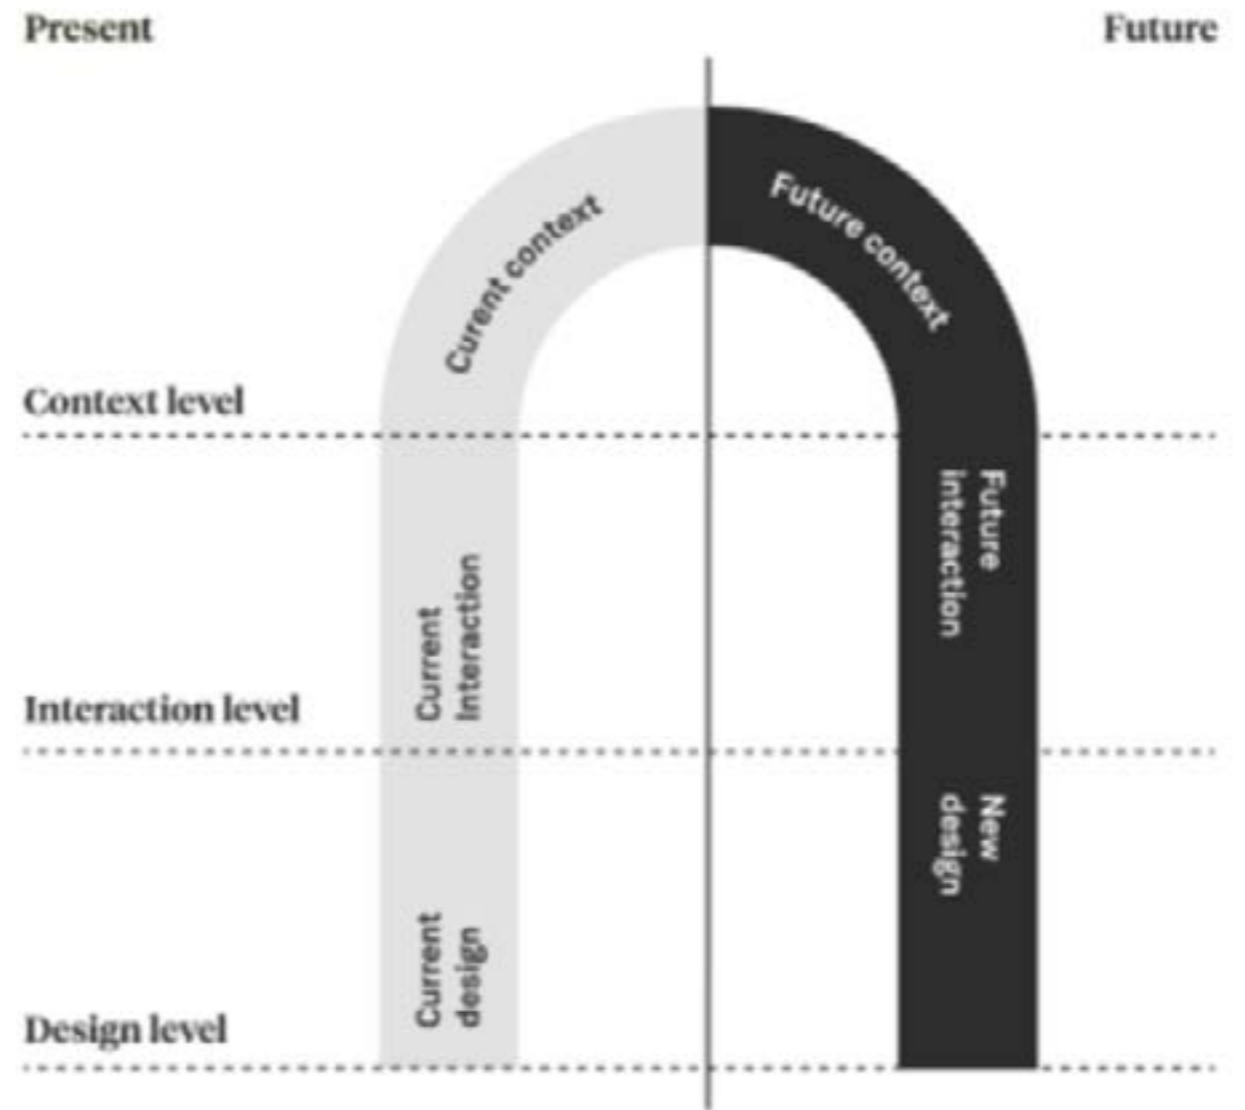 Present
Future
Curent context
Future context
Context level
Future
interaction
Current
Interaction
Interaction level
New
design
Current
design
Design level